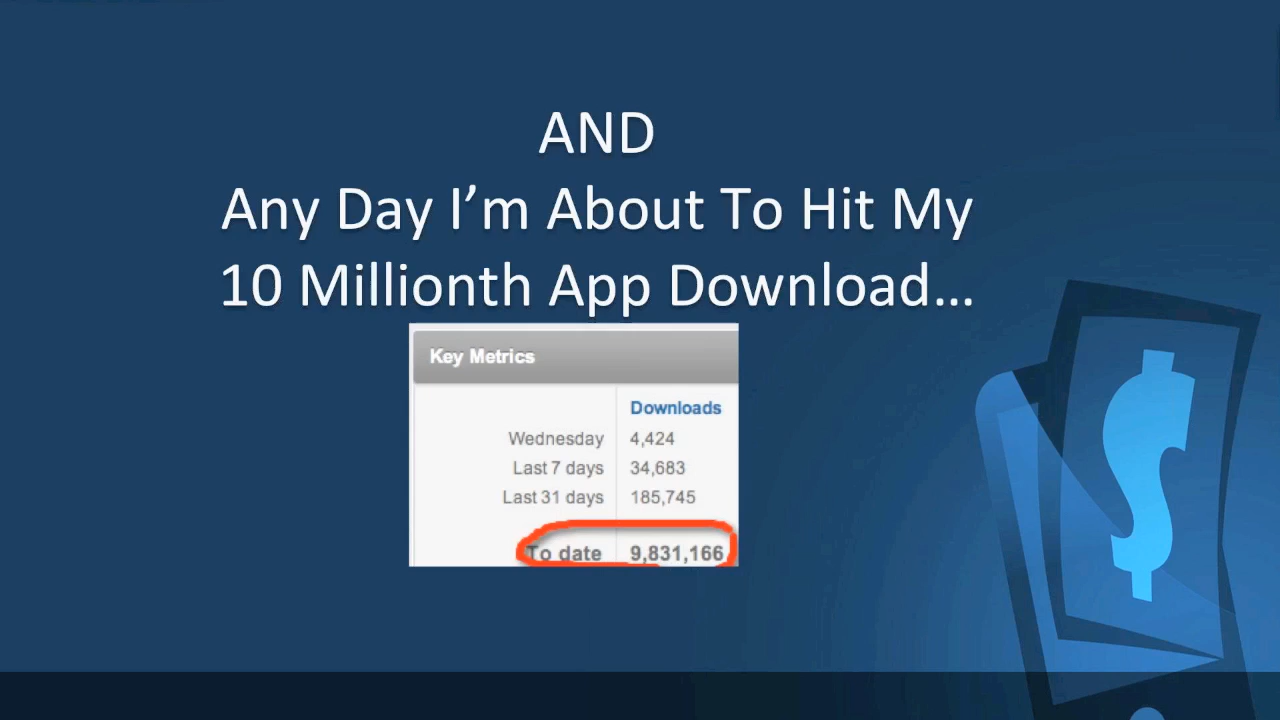 AND
Any Day I’m About To Hit My
10 Millionth App Download…
Key Metrics
Downloads
Wednesday 4,424
Last 7 days 34,683
Last 31 days 185,745
To date 9,831,166
$